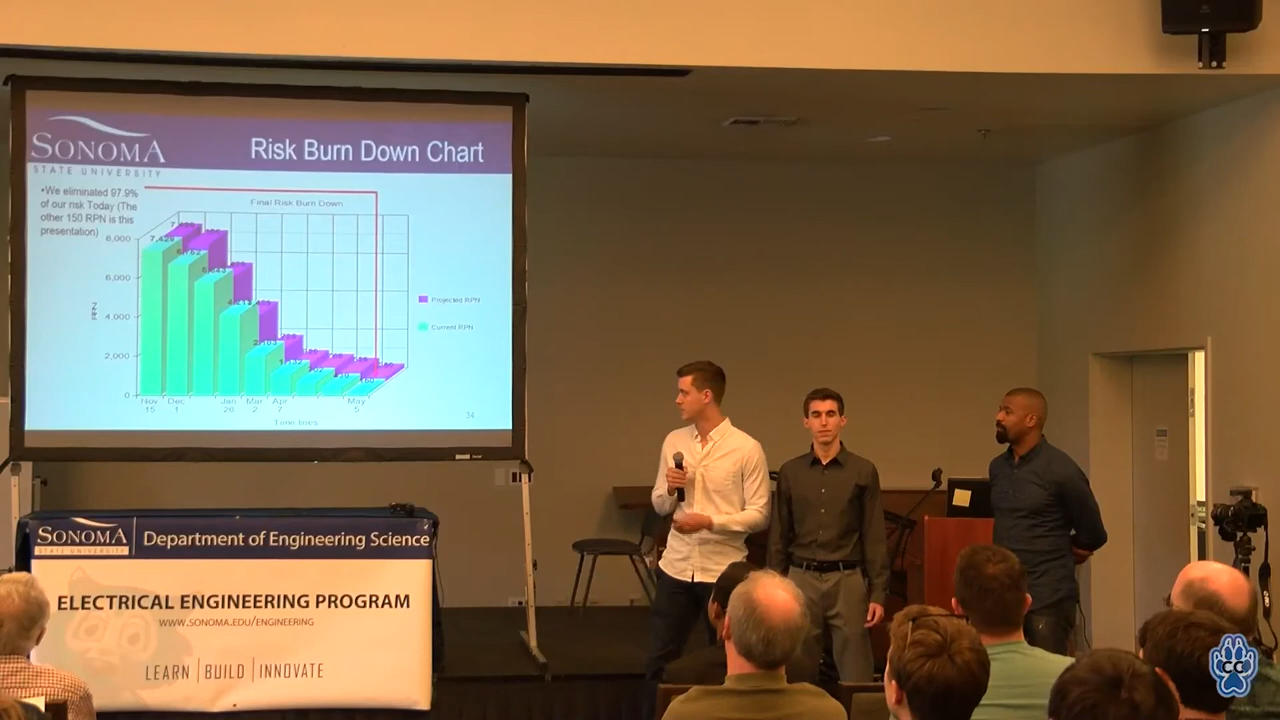 SONOMA
STATE UNIVERSITY
Risk Burn Down Chart
•We eliminated 97.9%
of our risk Today (The
other 150 RPN is this
presentation)
Final Risk Burn Down
7,429
6,000
4,000
2,000
0
RPN
Projected RPN
Current RPN
Nov
15
Dec
1
Jan
26
Mar
2
Apr
7
May
5
Time lines
34
SONOMA
STATE UNIVERSITY
Department of Engineering Science
ELECTRICAL ENGINEERING PROGRAM
WWW.SONOMA.EDU/ENGINEERING
LEARN | BUILD | INNOVATE
CC